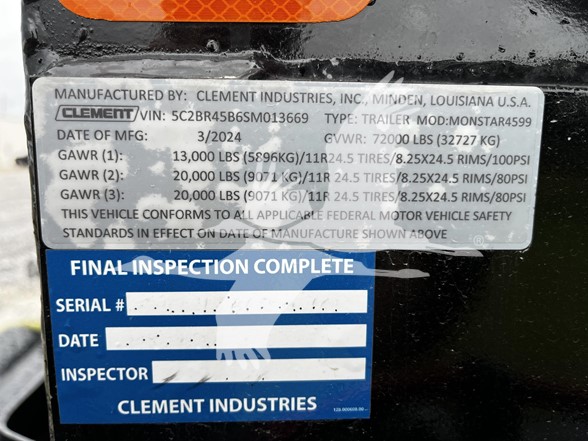 MANUFACTURED BY: CLEMENT INDUSTRIES, INC., MINDEN, LOUISIANA U.S.A.
CLEMENT/VIN: 5C2BR45B6SM013669 TYPE: TRAILER MOD:MONSTAR4599
DATE OF MFG: 3/2024 GVWR: 72000 LBS (32727 KG)
GAWR (1): 13,000 LBS (5896KG)/11R24.5 TIRES/8.25X24.5 RIMS/100PSI
GAWR (2): 20,000 LBS (9071 KG)/11R 24.5 TIRES/8.25X24.5 RIMS/80PSI
GAWR (3): 20,000 LBS (9071 KG)/11R 24.5 TIRES/8.25X24.5 RIMS/80PSI
THIS VEHICLE CONFORMS TO ALL APPLICABLE FEDERAL MOTOR VEHICLE SAFETY
STANDARDS IN EFFECT ON DATE OF MANUFACTURE SHOWN ABOVE
FINAL INSPECTION COMPLETE
SERIAL #
DATE
INSPECTOR
CLEMENT INDUSTRIES